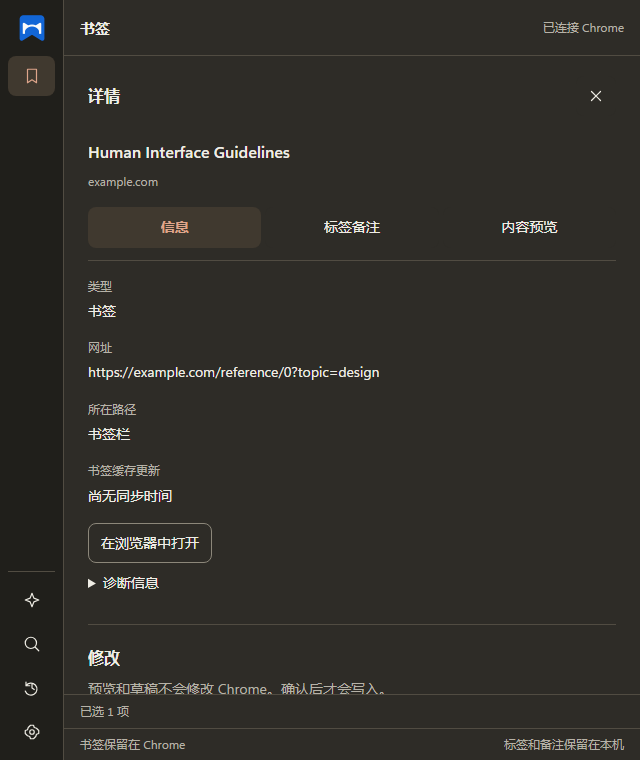 书签
已连接 Chrome
详情
Human Interface Guidelines
example.com
信息
标签备注
内容预览
类型
书签
网址
https://example.com/reference/0?topic=design
所在路径
书签栏
书签缓存更新
尚无同步时间
在浏览器中打开
诊断信息
修改
预览和草稿不会修改 Chrome。确认后才会写入。
已选 1 项
书签保留在 Chrome
标签和备注保留在本机